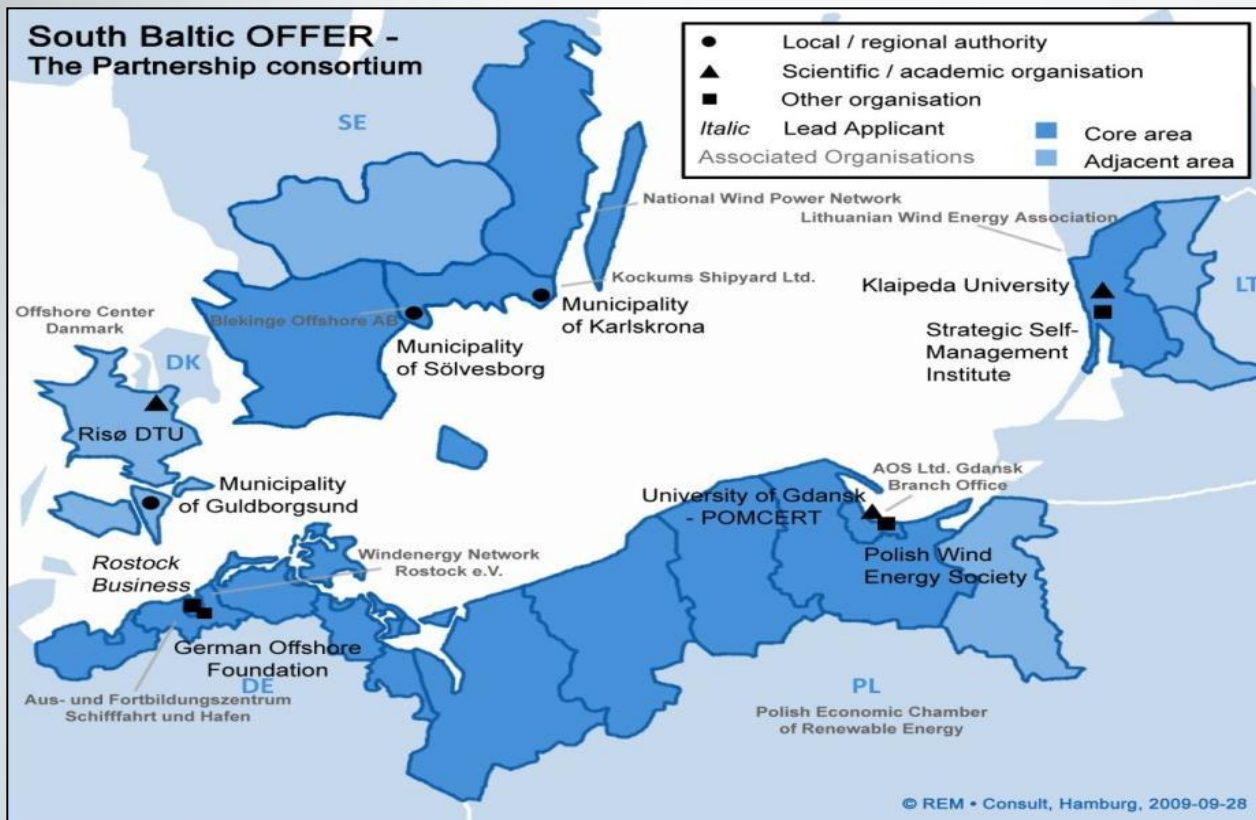 South Baltic OFFER -
The Partnership consortium
Local / regional authority
Scientific / academic organisation
Other organisation
Italic Lead Applicant
Core area
Associated Organisations
Adjacent area
SE
National Wind Power Network
Lithuanian Wind Energy Association
Kockums Shipyard Ltd.
Klaipeda University
LT
Offshore Center
Danmark
Blekinge Offshore AB
Municipality
of Karlskrona
Strategic Self-
Management
Institute
Municipality
of Sölvesborg
DK
Risø DTU
AOS Ltd. Gdansk
Branch Office
Municipality
of Guldborgsund
University of Gdansk
- POMCERT
Rostock
Business
Windenergy Network
Rostock e.V.
Polish Wind
Energy Society
German Offshore
Foundation
DE
Aus- und Fortbildungszentrum
Schifffahrt und Hafen
PL
Polish Economic Chamber
of Renewable Energy
© REM • Consult, Hamburg, 2009-09-28